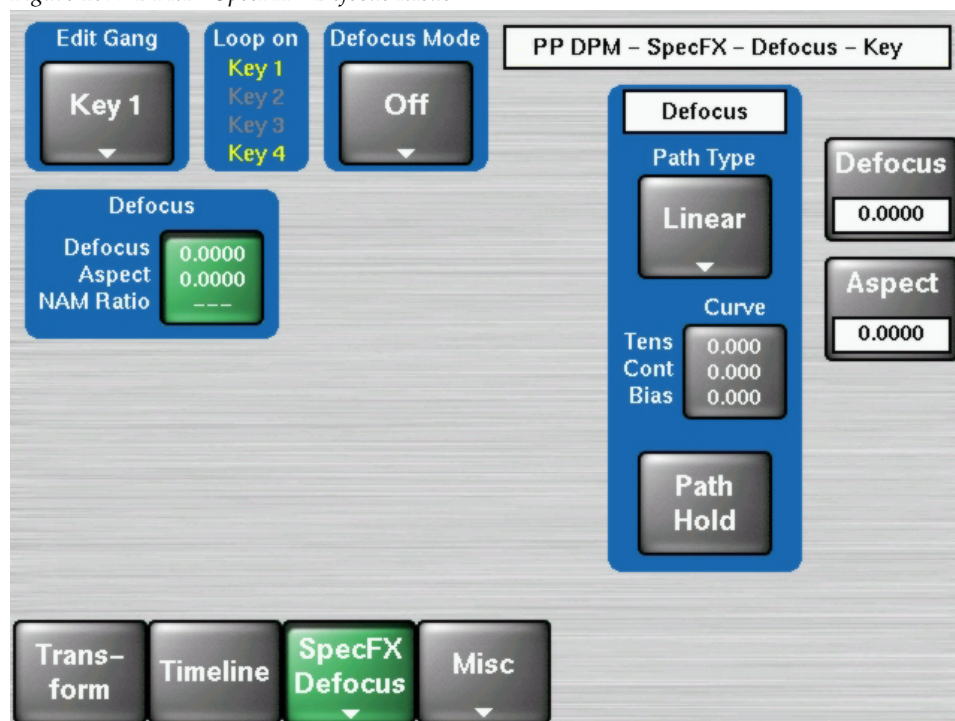 Edit Gang
Key 1
Loop on
Key 1
Key 2
Key 3
Key 4
Defocus Mode
Off
PP DPM – SpecFX – Defocus – Key
Defocus
Defocus 0.0000
Aspect 0.0000
NAM Ratio ---
Defocus
Path Type
Linear
Curve
Tens 0.000
Cont 0.000
Bias 0.000
Path
Hold
Defocus
0.0000
Aspect
0.0000
Trans–
form
Timeline
SpecFX
Defocus
Misc